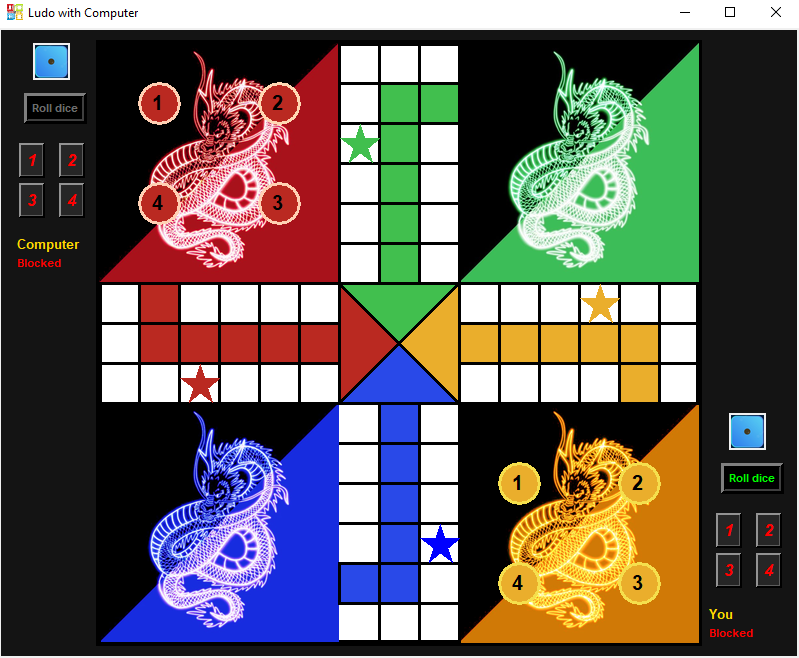 Ludo with Computer
Roll dice
1 2
3 4
Computer
Blocked
1 2
4 3
1 2
4 3
Roll dice
1 2
3 4
You
Blocked